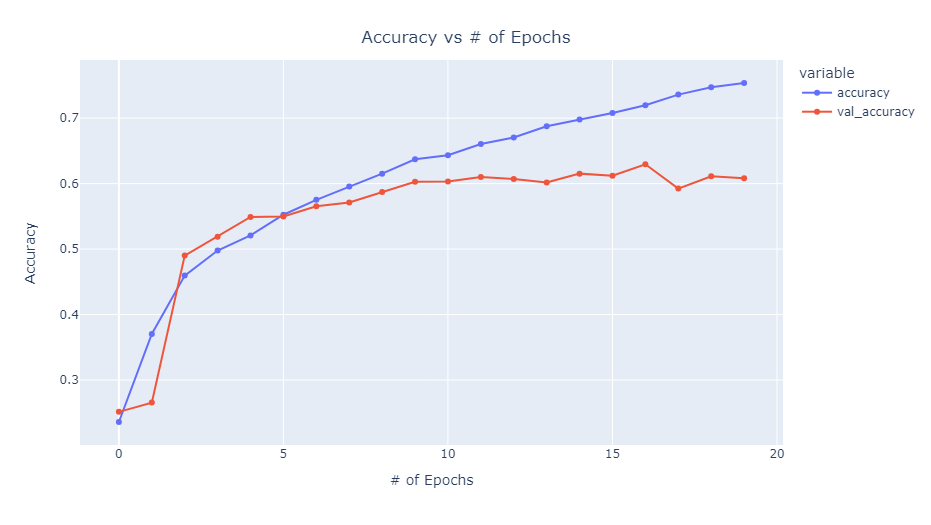 Accuracy vs # of Epochs
variable
accuracy
val_accuracy
0.7
0.6
0.5
0.4
0.3
Accuracy
0 5 10 15 20
# of Epochs